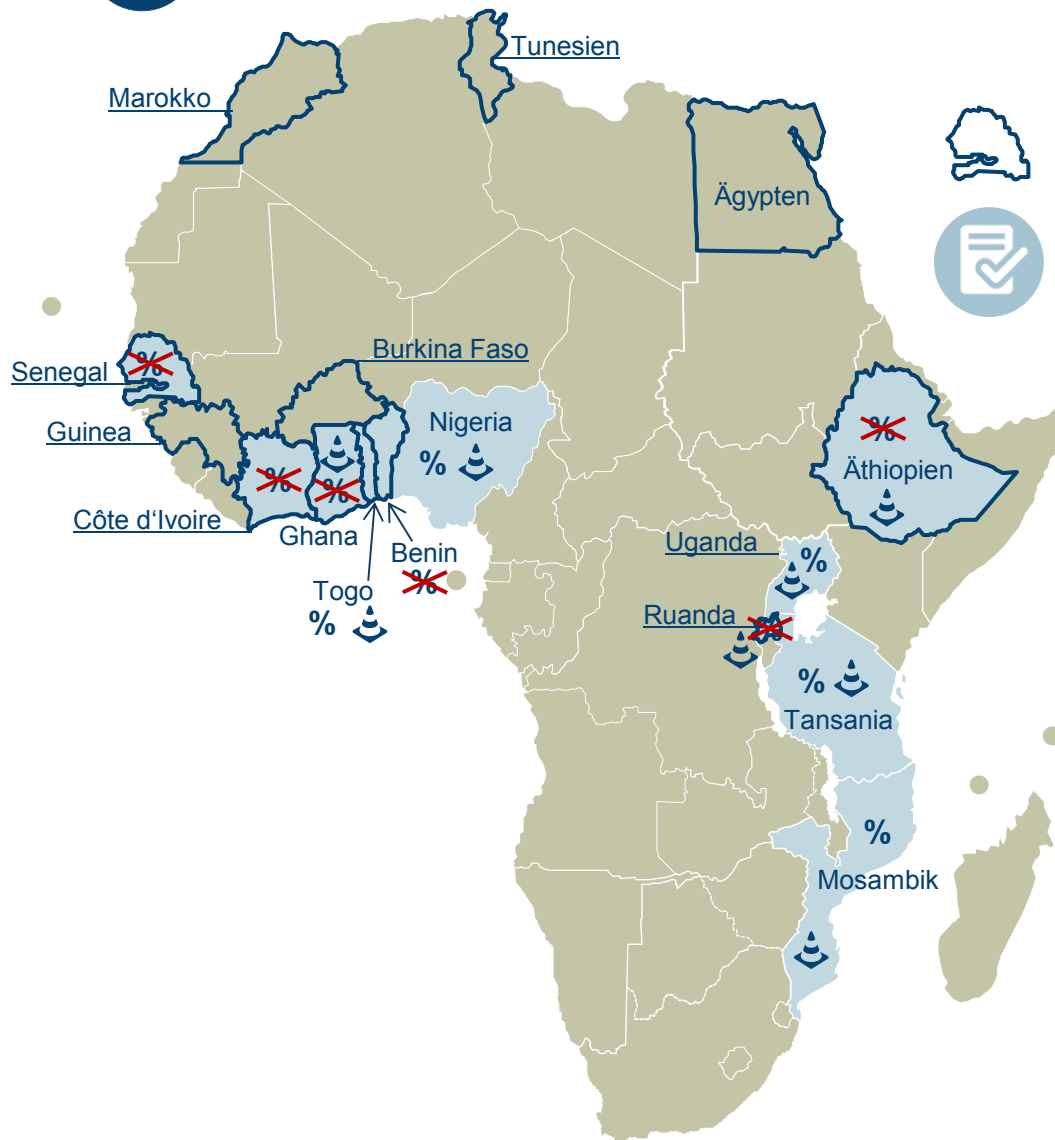 Tunesien
Marokko
Ägypten
%
Burkina Faso
Senegal
Nigeria
%
%
Guinea
Äthiopien
%
%
Côte d‘Ivoire
Ghana
Uganda
%
Benin
%
Togo
%
Ruanda
%
%
Tansania
%
Mosambik